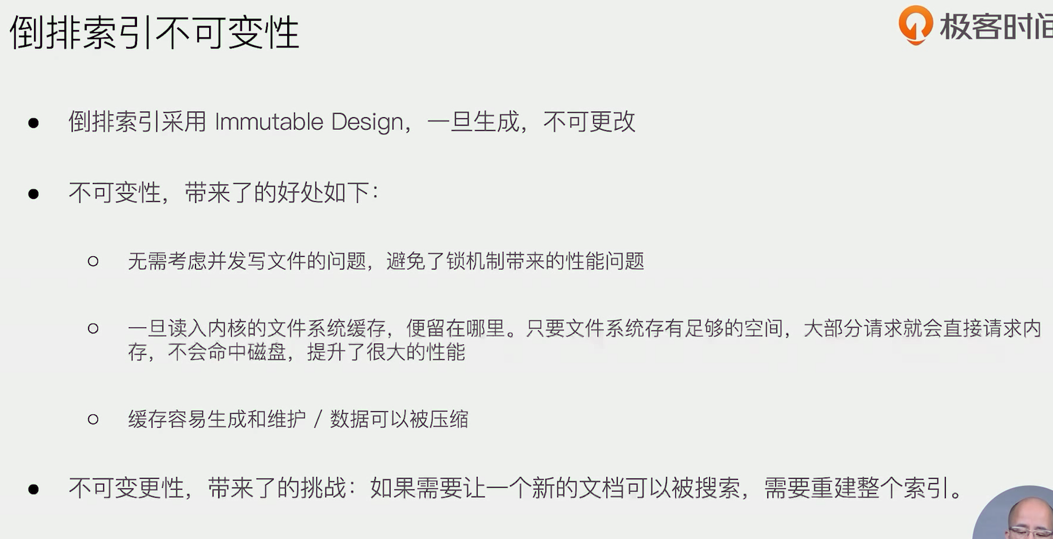 倒排索引不可变性
极客时间
倒排索引采用 Immutable Design，一旦生成，不可更改
不可变性，带来了的好处如下：
无需考虑并发写文件的问题，避免了锁机制带来的性能问题
一旦读入内核的文件系统缓存，便留在哪里。只要文件系统存有足够的空间，大部分请求就会直接请求内
存，不会命中磁盘，提升了很大的性能
缓存容易生成和维护 / 数据可以被压缩
不可变更性，带来了的挑战：如果需要让一个新的文档可以被搜索，需要重建整个索引。